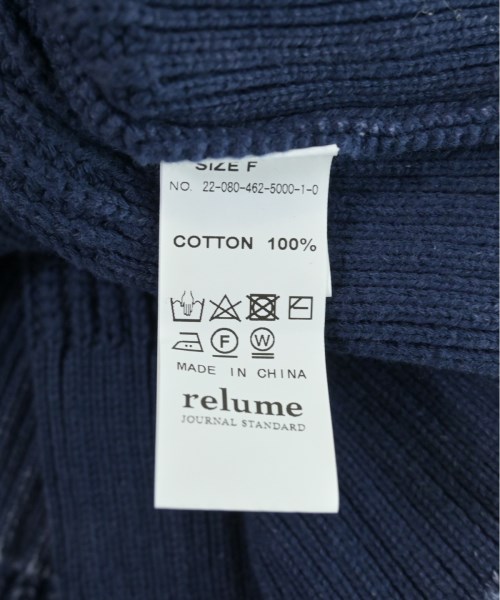 SIZE F
NO. 22-080-462-5000-1-0
COTTON 100%
F W
MADE IN CHINA
relume
JOURNAL STANDARD